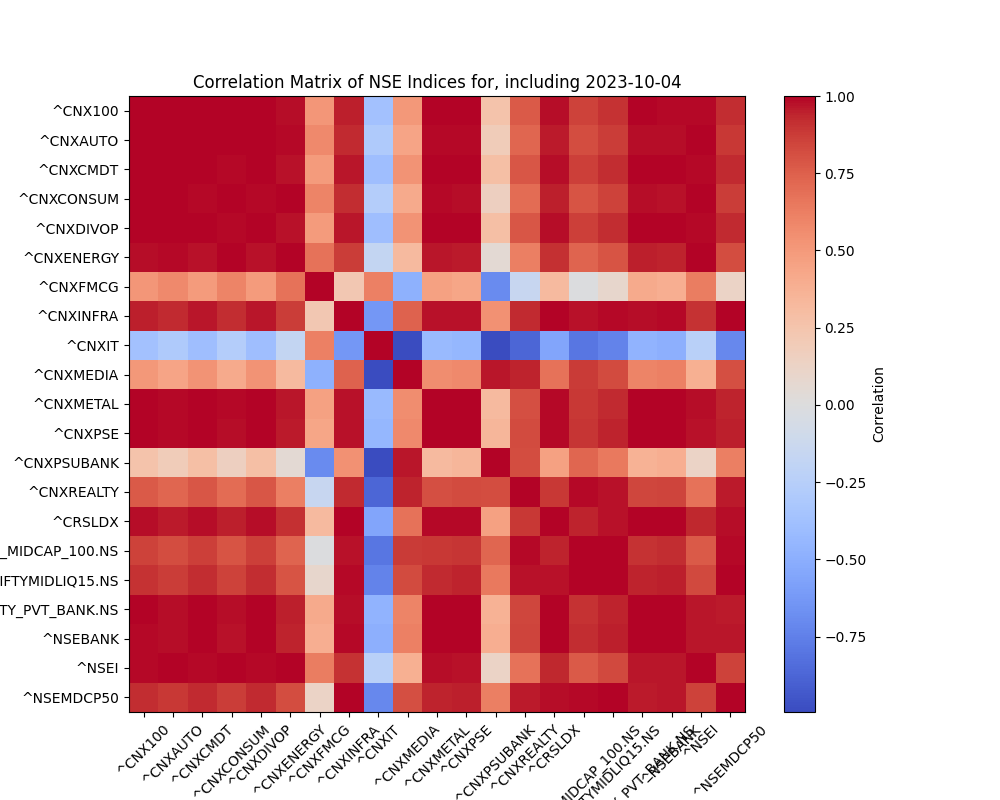 Correlation Matrix of NSE Indices for, including 2023-10-04
^CNX100
^CNXAUTO
^CNXCMDT
^CNXCONSUM
^CNXDIVOP
^CNXENERGY
^CNXFMCG
^CNXINFRA
^CNXIT
^CNXMEDIA
^CNXMETAL
^CNXPSE
^CNXPSUBANK
^CNXREALTY
^CRSLDX
_MIDCAP_100.NS
IFTYMIDLIQ15.NS
TY_PVT_BANK.NS
^NSEBANK
^NSEI
^NSEMDCP50
^CNX100
^CNXAUTO
^CNXCMDT
^CNXCONSUM
^CNXDIVOP
^CNXENERGY
^CNXFMCG
^CNXINFRA
^CNXIT
^CNXMEDIA
^CNXMETAL
^CNXPSE
^CNXPSUBANK
^CNXREALTY
^CRSLDX
MIDCAP_100.NS
TYMIDLIQ15.NS
PVT_BANK.NS
^NSEBANK
^NSEI
^NSEMDCP50
1.00
0.75
0.50
0.25
0.00
−0.25
−0.50
−0.75
Correlation